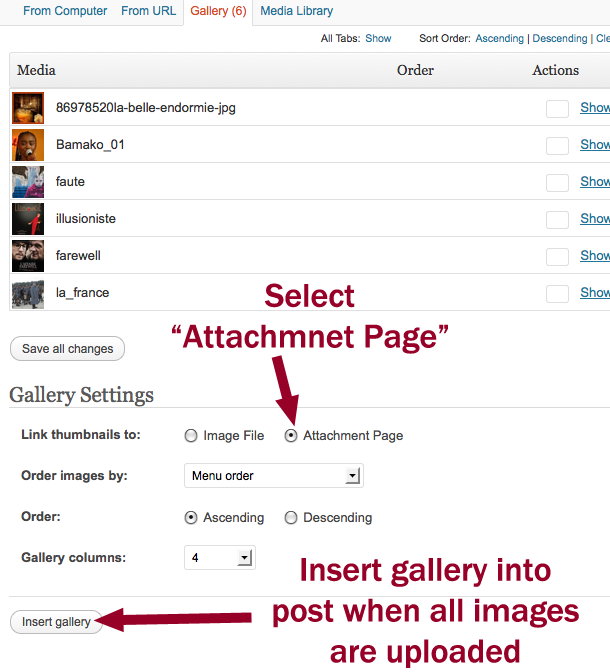 From Computer From URL Gallery (6) Media Library
All Tabs: Show Sort Order: Ascending | Descending | Cle
Media Order Actions
86978520la-belle-endormie-jpg Show
Bamako_01 Show
faute Show
illusioniste Show
farewell Show
la_france Show
Select
“Attachmnet Page”
Save all changes
Gallery Settings
Link thumbnails to: Image File Attachment Page
Order images by: Menu order
Order: Ascending Descending
Gallery columns: 4
Insert gallery into
post when all images
are uploaded
Insert gallery